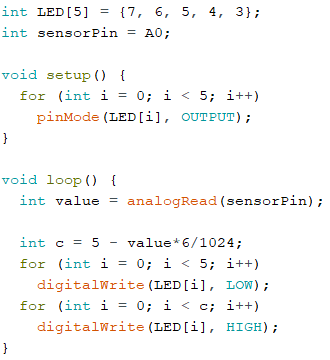 int LED[5] = {7, 6, 5, 4, 3};
int sensorPin = A0;

void setup() {
  for (int i = 0; i < 5; i++)
    pinMode(LED[i], OUTPUT);
}

void loop() {
  int value = analogRead(sensorPin);

  int c = 5 - value*6/1024;
  for (int i = 0; i < 5; i++)
    digitalWrite(LED[i], LOW);
  for (int i = 0; i < c; i++)
    digitalWrite(LED[i], HIGH);
}